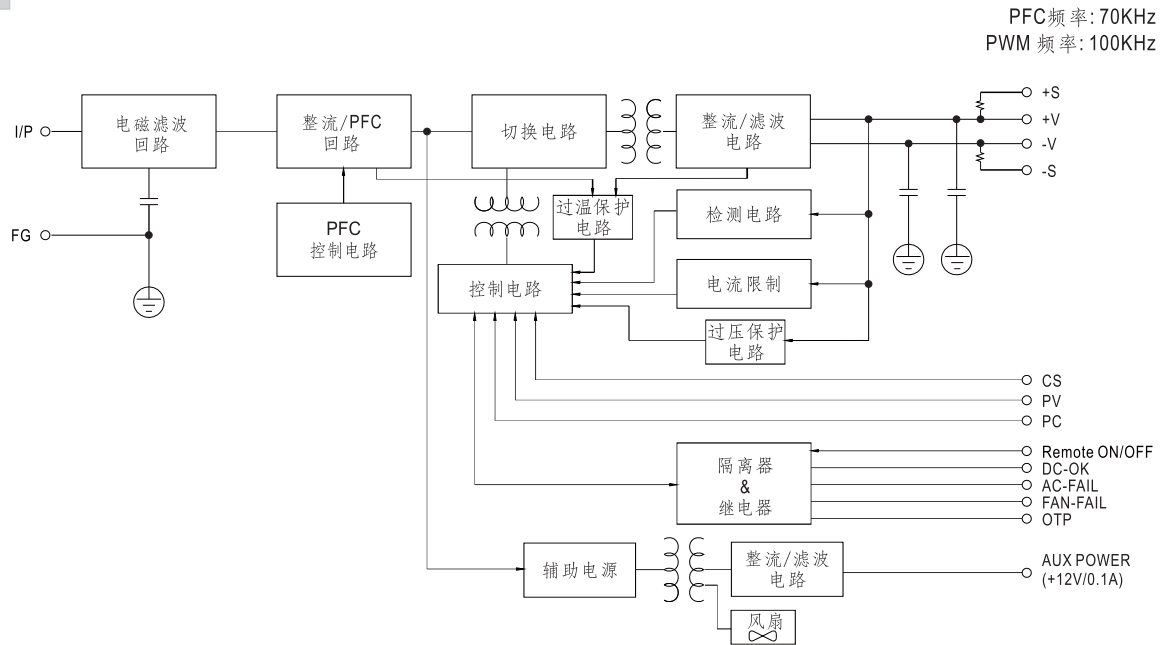 PFC频率: 70KHz
PWM 频率: 100KHz
I/P
电磁滤波
回路
整流/PFC
回路
切换电路
整流/滤波
电路
+S
+V
-V
-S
FG
PFC
控制电路
过温保护
电路
检测电路
控制电路
电流限制
过压保护
电路
CS
PV
PC
隔离器
&
继电器
Remote ON/OFF
DC-OK
AC-FAIL
FAN-FAIL
OTP
辅助电源
整流/滤波
电路
AUX POWER
(+12V/0.1A)
风扇